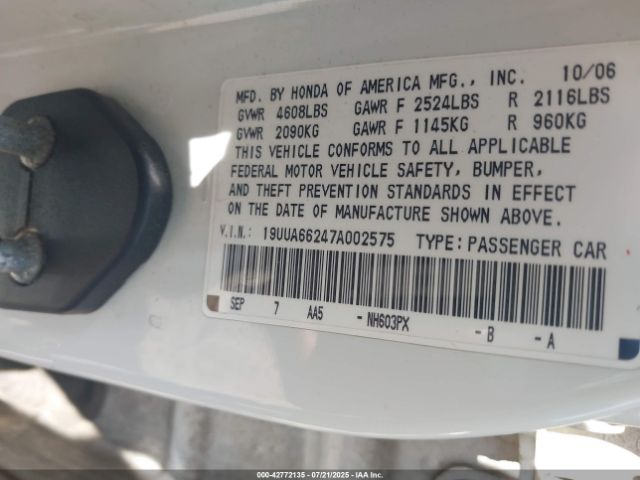 MFD. BY HONDA OF AMERICA MFG., INC. 10/06
GVWR 4608LBS GAWR F 2524LBS R 2116LBS
GVWR 2090KG GAWR F 1145KG R 960KG
THIS VEHICLE CONFORMS TO ALL APPLICABLE
FEDERAL MOTOR VEHICLE SAFETY, BUMPER,
AND THEFT PREVENTION STANDARDS IN EFFECT
ON THE DATE OF MANUFACTURE SHOWN ABOVE.
V.I.N.: 19UUA66247A002575 TYPE: PASSENGER CAR
SEP 7 AA5 - NH603PX - B - A
000-42772135 - 07/21/2025 - IAA Inc.